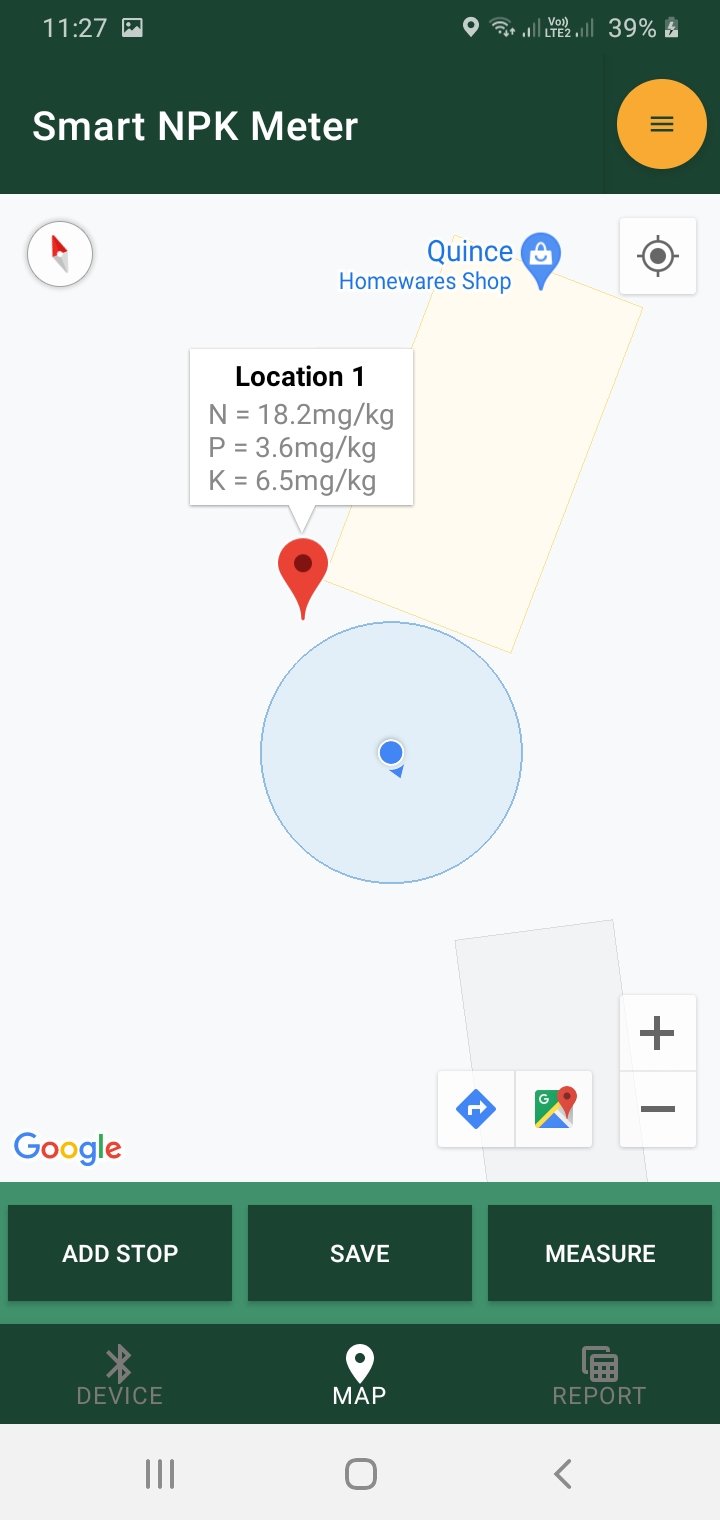 11:27
Vo))
LTE2
39%
Smart NPK Meter
Quince
Homewares Shop
Location 1
N = 18.2mg/kg
P = 3.6mg/kg
K = 6.5mg/kg
G
Google
ADD STOP
SAVE
MEASURE
DEVICE
MAP
REPORT